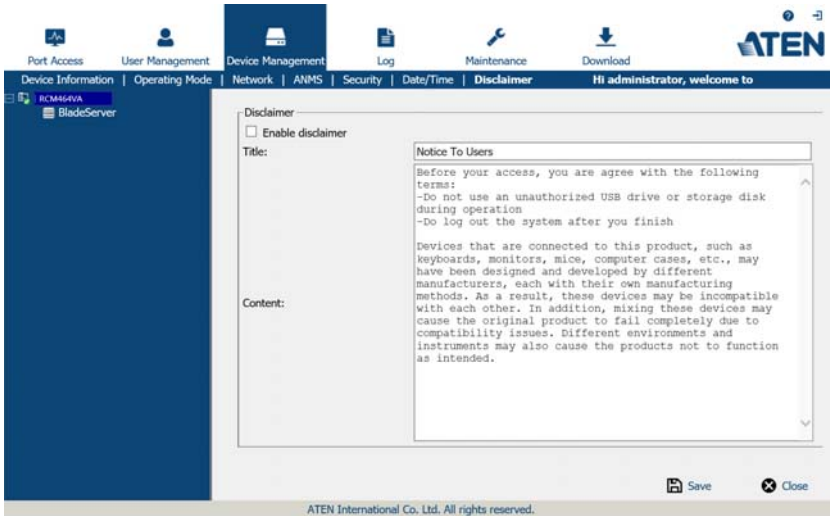 ATEN
Port Access
User Management
Device Management
Log
Maintenance
Download
Device Information | Operating Mode | Network | ANMS | Security | Date/Time | Disclaimer
Hi administrator, welcome to
RCM464VA
BladeServer
Disclaimer
Enable disclaimer
Title:
Notice To Users
Content:
Before your access, you are agree with the following
terms:
-Do not use an unauthorized USB drive or storage disk
during operation
-Do log out the system after you finish
Devices that are connected to this product, such as
keyboards, monitors, mice, computer cases, etc., may
have been designed and developed by different
manufacturers, each with their own manufacturing
methods. As a result, these devices may be incompatible
with each other. In addition, mixing these devices may
cause the original product to fail completely due to
compatibility issues. Different environments and
instruments may also cause the products not to function
as intended.
Save
Close
ATEN International Co. Ltd. All rights reserved.